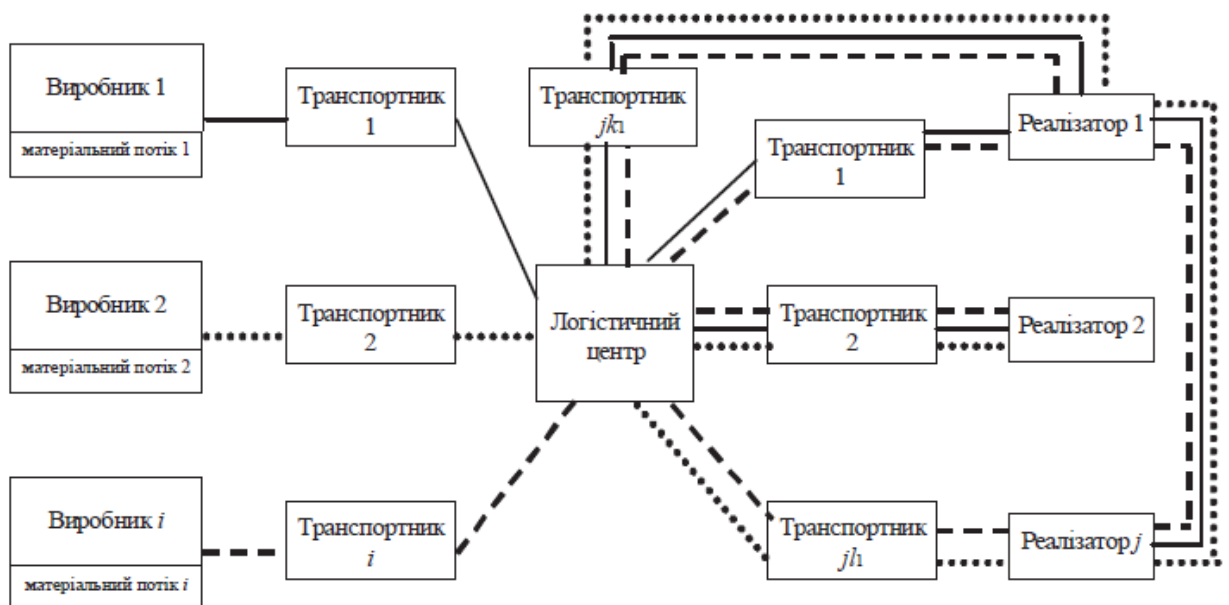 Виробник 1
матеріальний потік 1
Транспортник
1
Транспортник
jk1
Транспортник
1
Реалізатор 1
Виробник 2
матеріальний потік 2
Транспортник
2
Логістичний
центр
Транспортник
2
Реалізатор 2
Виробник i
матеріальний потік i
Транспортник
i
Транспортник
jh1
Реалізатор j